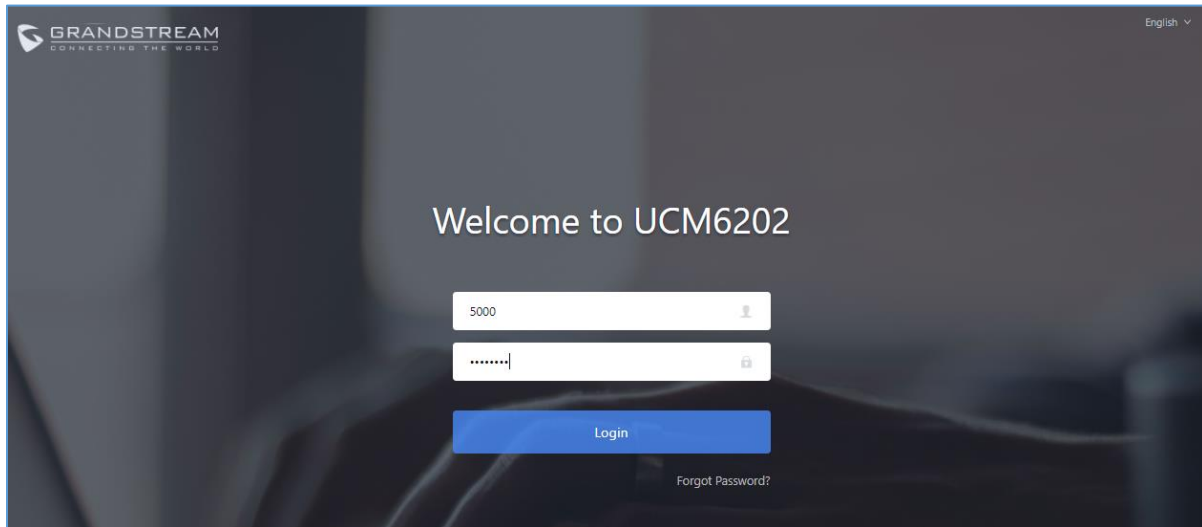 GRANDSTREAM
CONNECTING THE WORLD
English
Welcome to UCM6202
5000
••••••••
Login
Forgot Password?